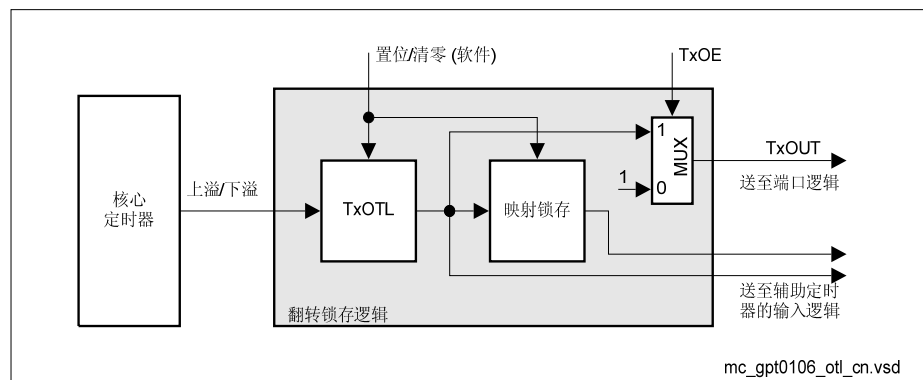 置位/清零 (软件)
TxOE
核心
定时器
上溢/下溢
TxOTL
映射锁存
1
MUX
1
0
TxOUT
送至端口逻辑
翻转锁存逻辑
送至辅助定时
器的输入逻辑
mc_gpt0106_otl_cn.vsd